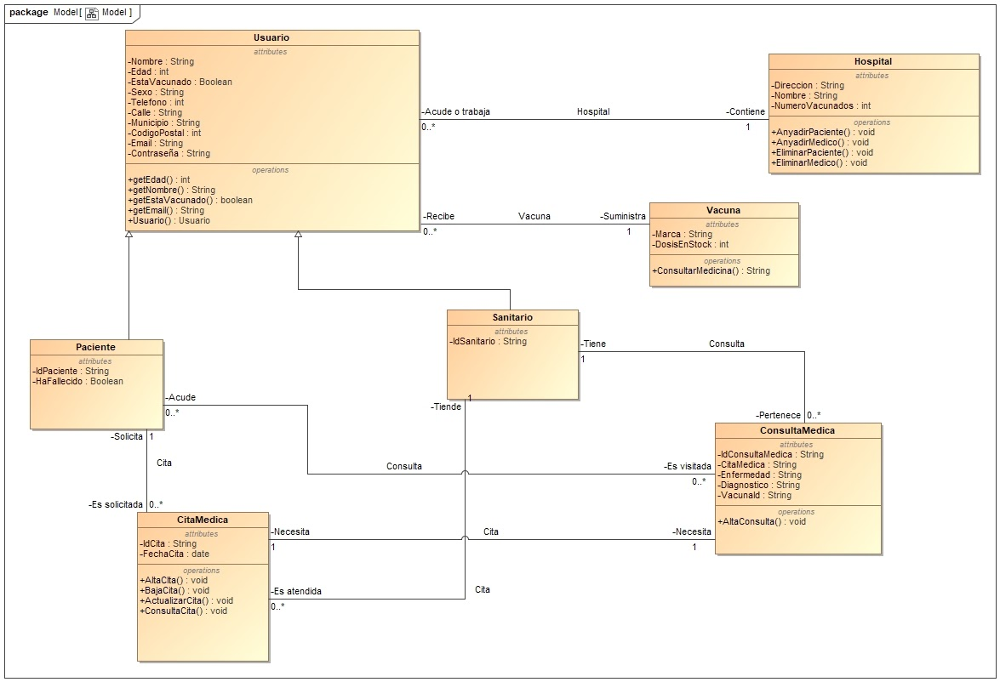 package Model[ Model ]
Usuario
attributes
-Nombre : String
-Edad : int
-EstaVacunado : Boolean
-Sexo : String
-Telefono : int
-Calle : String
-Municipio : String
-CodigoPostal : int
-Email : String
-Contraseña : String
operations
+getEdad() : int
+getNombre() : String
+getEstaVacunado() : boolean
+getEmail() : String
+Usuario() : Usuario
-Acude o trabaja
0..*
Hospital
-Contiene
1
Hospital
attributes
-Direccion : String
-Nombre : String
-NumeroVacunados : int
operations
+AnyadirPaciente() : void
+AnyadirMedico() : void
+EliminarPaciente() : void
+EliminarMedico() : void
-Recibe
0..*
Vacuna
-Suministra
1
Vacuna
attributes
-Marca : String
-DosisEnStock : int
operations
+ConsultarMedicina() : String
Sanitario
attributes
-IdSanitario : String
-Tiene
1
Consulta
-Pertenece
0..*
Paciente
attributes
-IdPaciente : String
-HaFallecido : Boolean
-Acude
0..*
Consulta
-Es visitada
0..*
-Tiende
1
ConsultaMedica
attributes
-IdConsultaMedica : String
-CitaMedica : String
-Enfermedad : String
-Diagnostico : String
-VacunaId : String
operations
+AltaConsulta() : void
-Solicita
1
Cita
-Es solicitada
0..*
CitaMedica
attributes
-IdCita : String
-FechaCita : date
operations
+AltaCIta() : void
+BajaCita() : void
+ActualizarCita() : void
+ConsultaCita() : void
-Necesita
1
Cita
-Necesita
1
-Es atendida
0..*
Cita